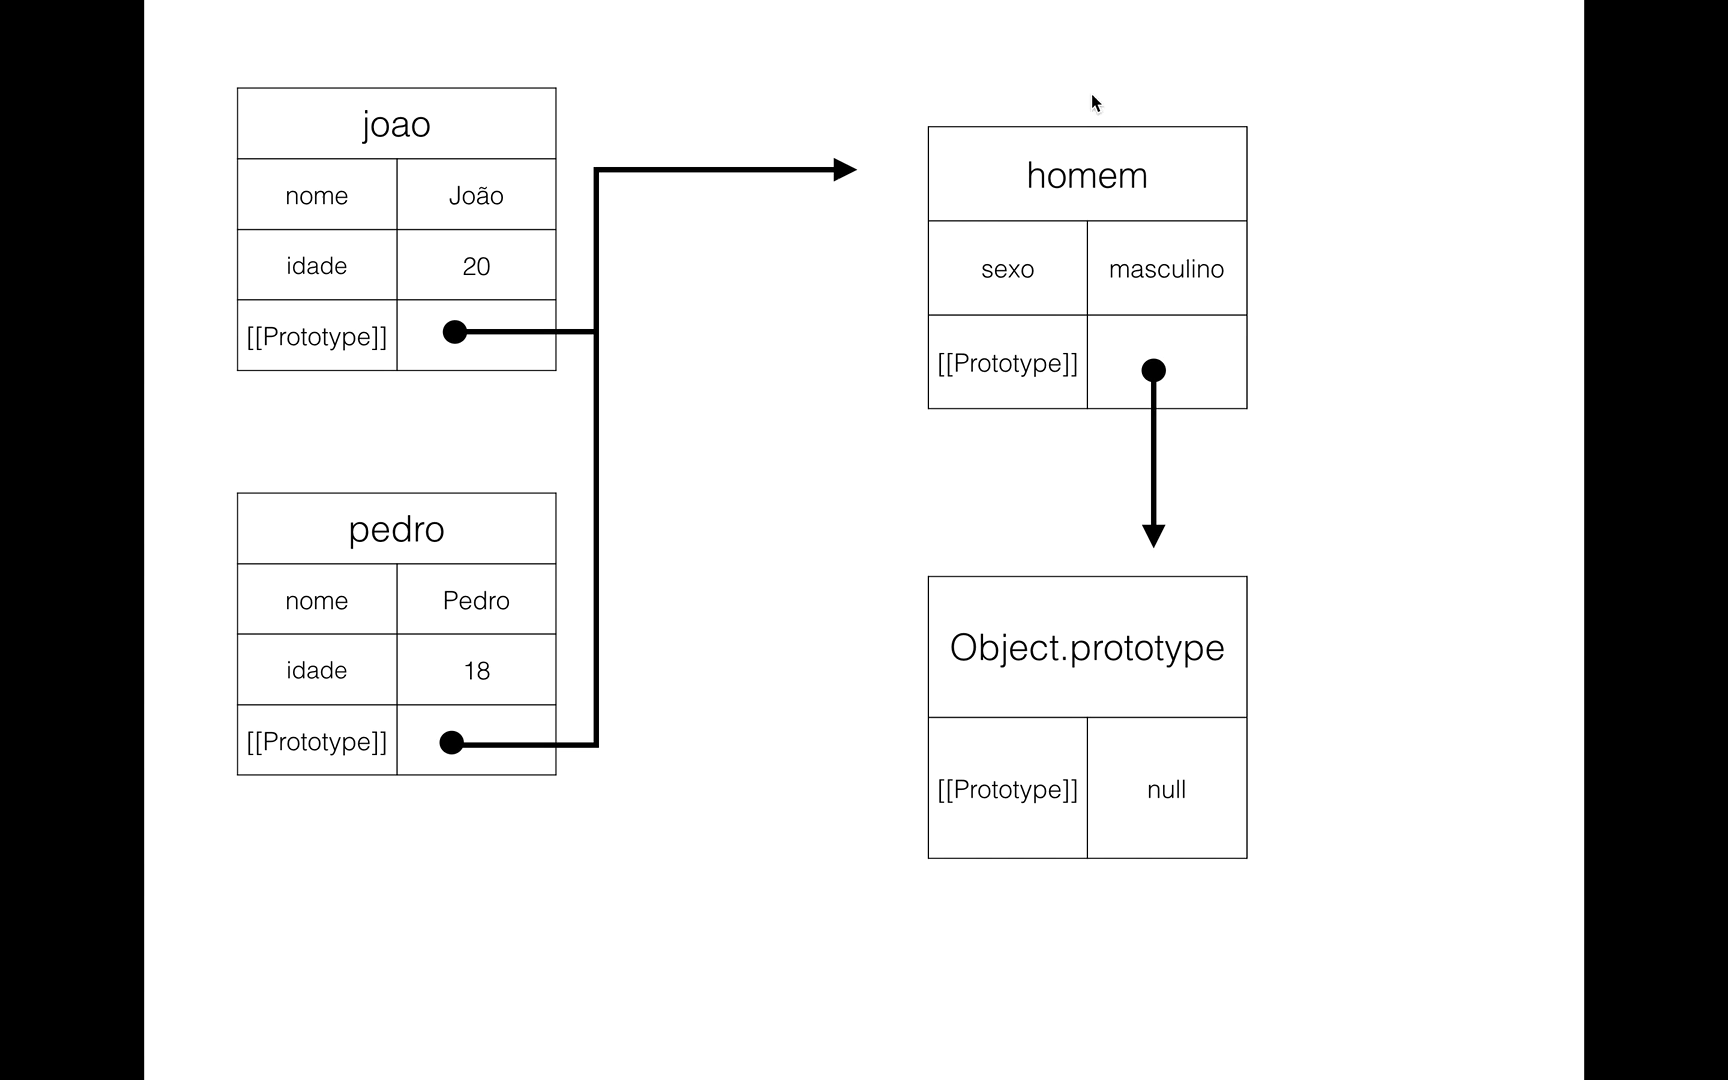 joao
nome João
idade 20
[[Prototype]]
pedro
nome Pedro
idade 18
[[Prototype]]
homem
sexo masculino
[[Prototype]]
Object.prototype
[[Prototype]] null